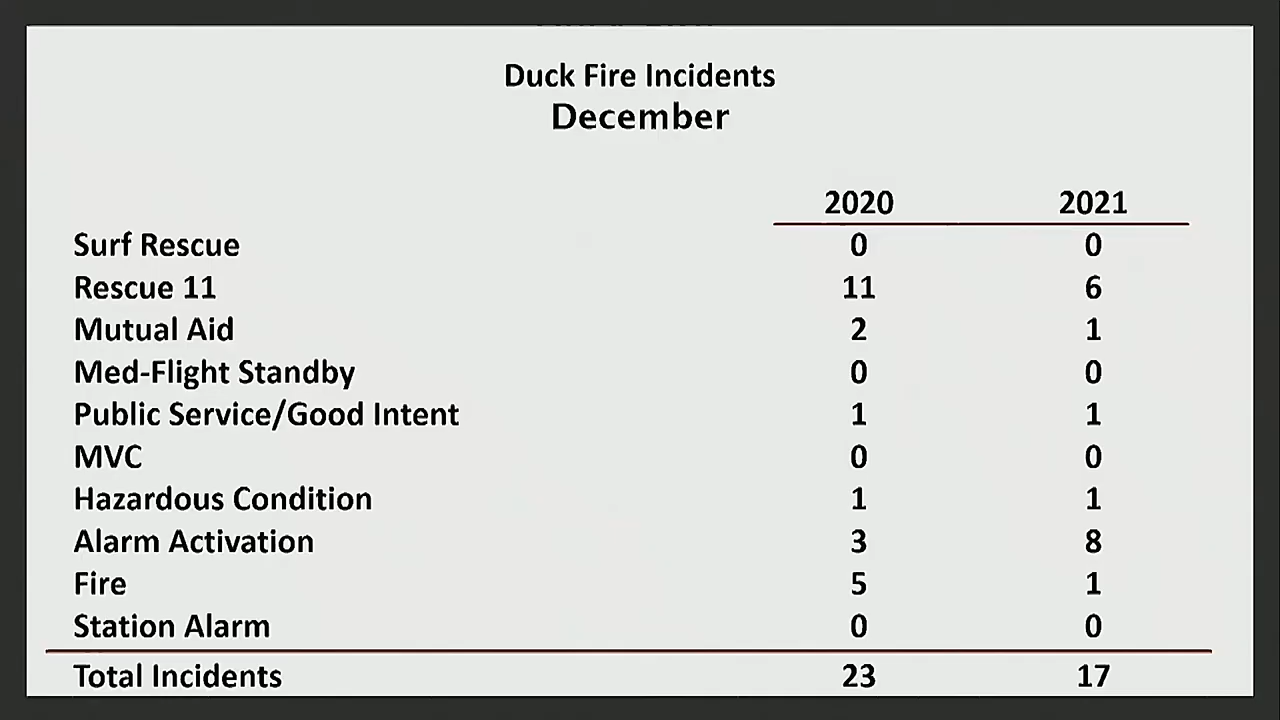 Duck Fire Incidents
December
2020 2021
Surf Rescue 0 0
Rescue 11 11 6
Mutual Aid 2 1
Med-Flight Standby 0 0
Public Service/Good Intent 1 1
MVC 0 0
Hazardous Condition 1 1
Alarm Activation 3 8
Fire 5 1
Station Alarm 0 0
Total Incidents 23 17